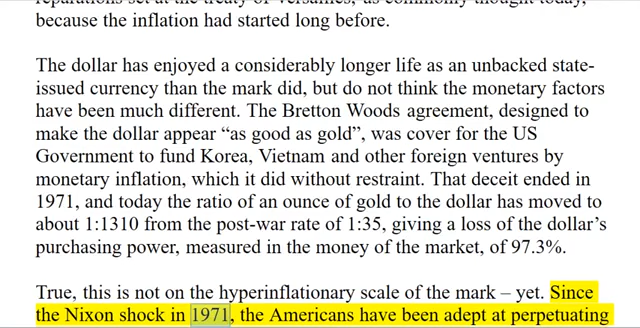 reparations set at the treaty of Versailles, as commonly thought today,
because the inflation had started long before.
The dollar has enjoyed a considerably longer life as an unbacked state-
issued currency than the mark did, but do not think the monetary factors
have been much different. The Bretton Woods agreement, designed to
make the dollar appear “as good as gold”, was cover for the US
Government to fund Korea, Vietnam and other foreign ventures by
monetary inflation, which it did without restraint. That deceit ended in
1971, and today the ratio of an ounce of gold to the dollar has moved to
about 1:1310 from the post-war rate of 1:35, giving a loss of the dollar’s
purchasing power, measured in the money of the market, of 97.3%.
True, this is not on the hyperinflationary scale of the mark – yet. Since
the Nixon shock in 1971, the Americans have been adept at perpetuating